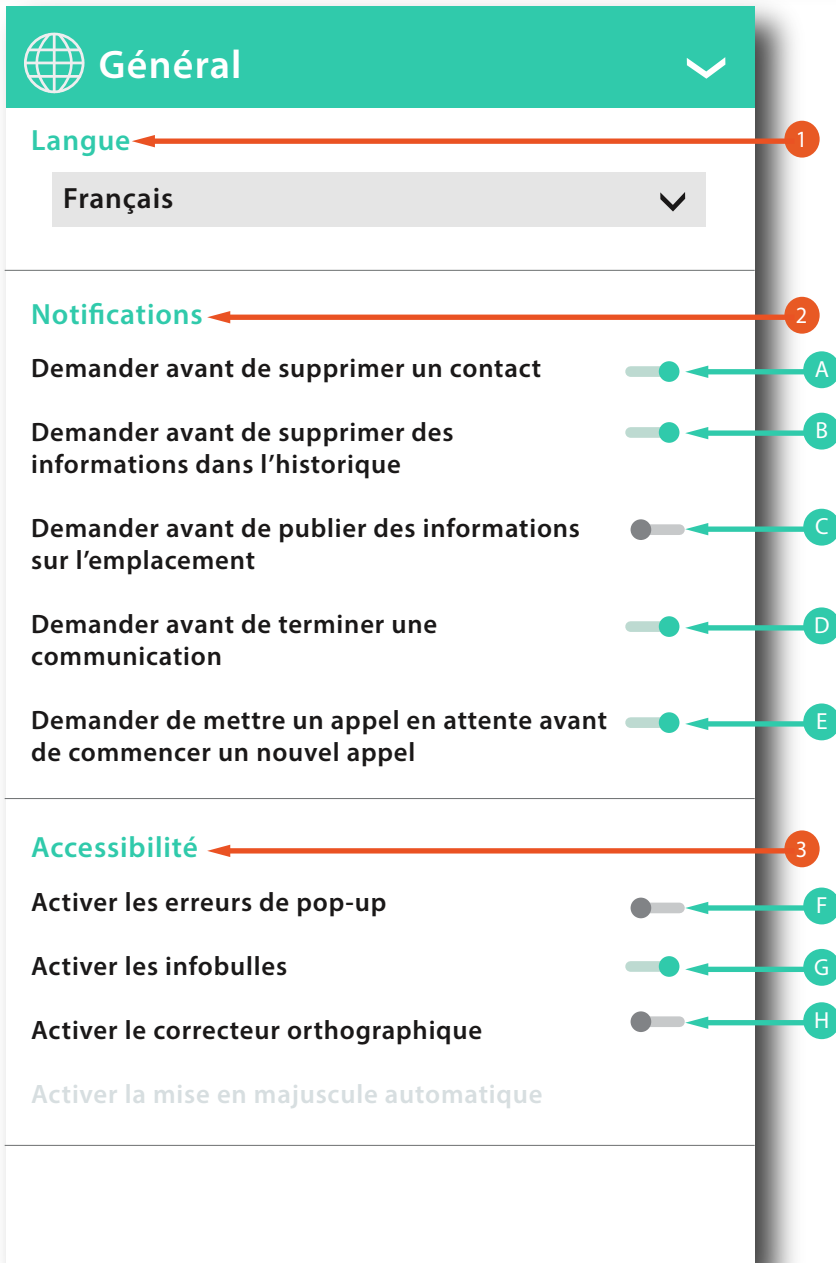 Général
Langue
1
Français
Notifications
2
Demander avant de supprimer un contact
A
Demander avant de supprimer des
B
informations dans l’historique
Demander avant de publier des informations
C
sur l’emplacement
Demander avant de terminer une
D
communication
Demander de mettre un appel en attente avant
E
de commencer un nouvel appel
Accessibilité
3
Activer les erreurs de pop-up
F
Activer les infobulles
G
Activer le correcteur orthographique
H
Activer la mise en majuscule automatique